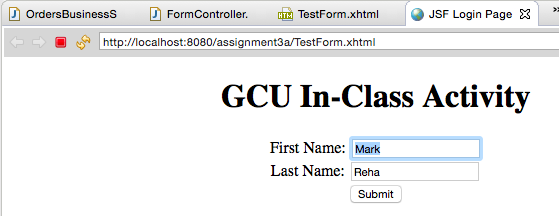 OrdersBusinessS FormController. TestForm.xhtml JSF Login Page
http://localhost:8080/assignment3a/TestForm.xhtml
GCU In-Class Activity
First Name: Mark
Last Name: Reha
Submit